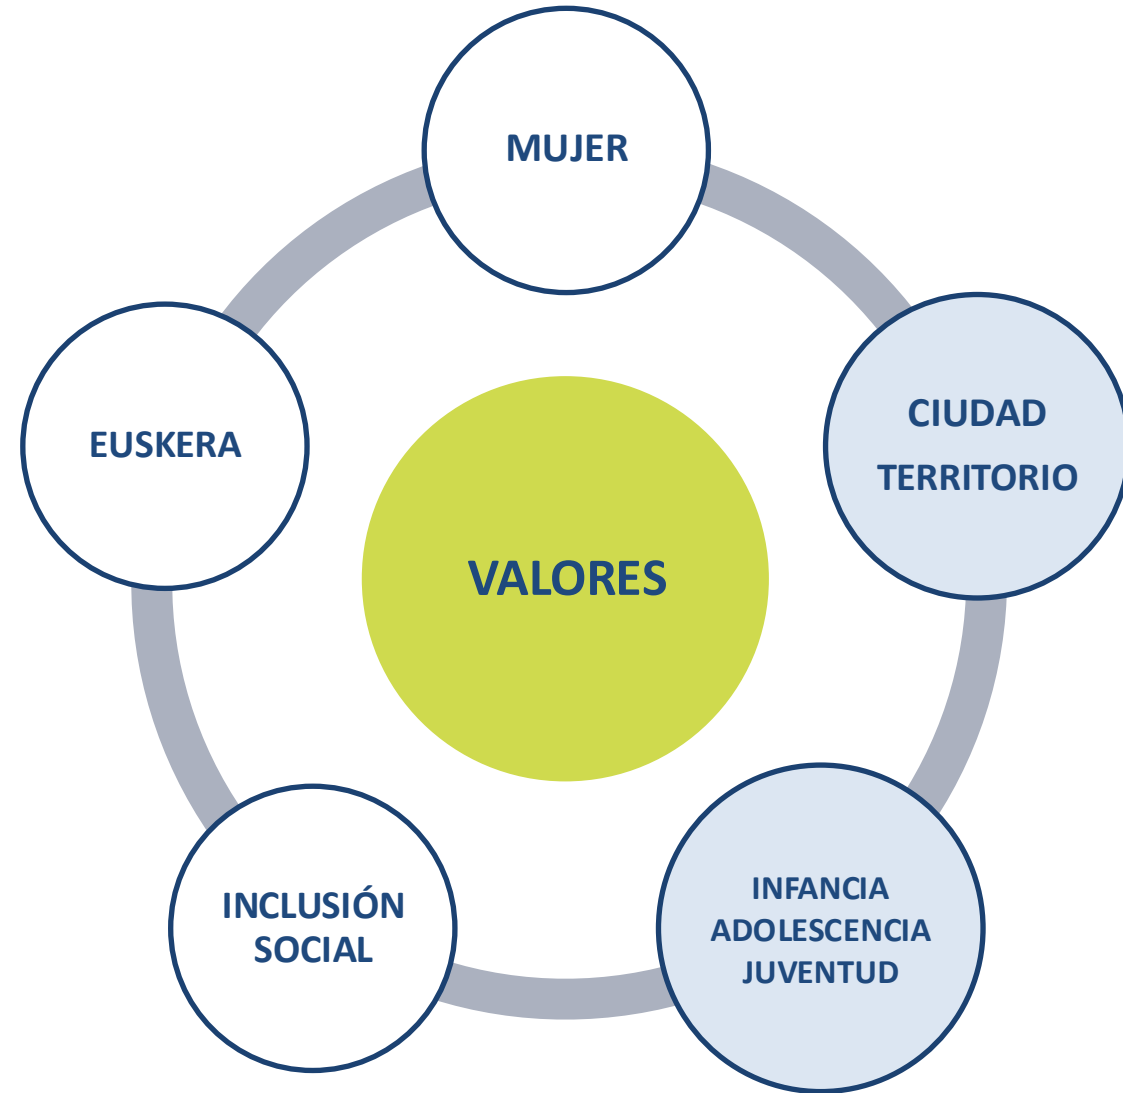 MUJER
CIUDAD
TERRITORIO
EUSKERA
VALORES
INFANCIA
ADOLESCENCIA
JUVENTUD
INCLUSIÓN
SOCIAL